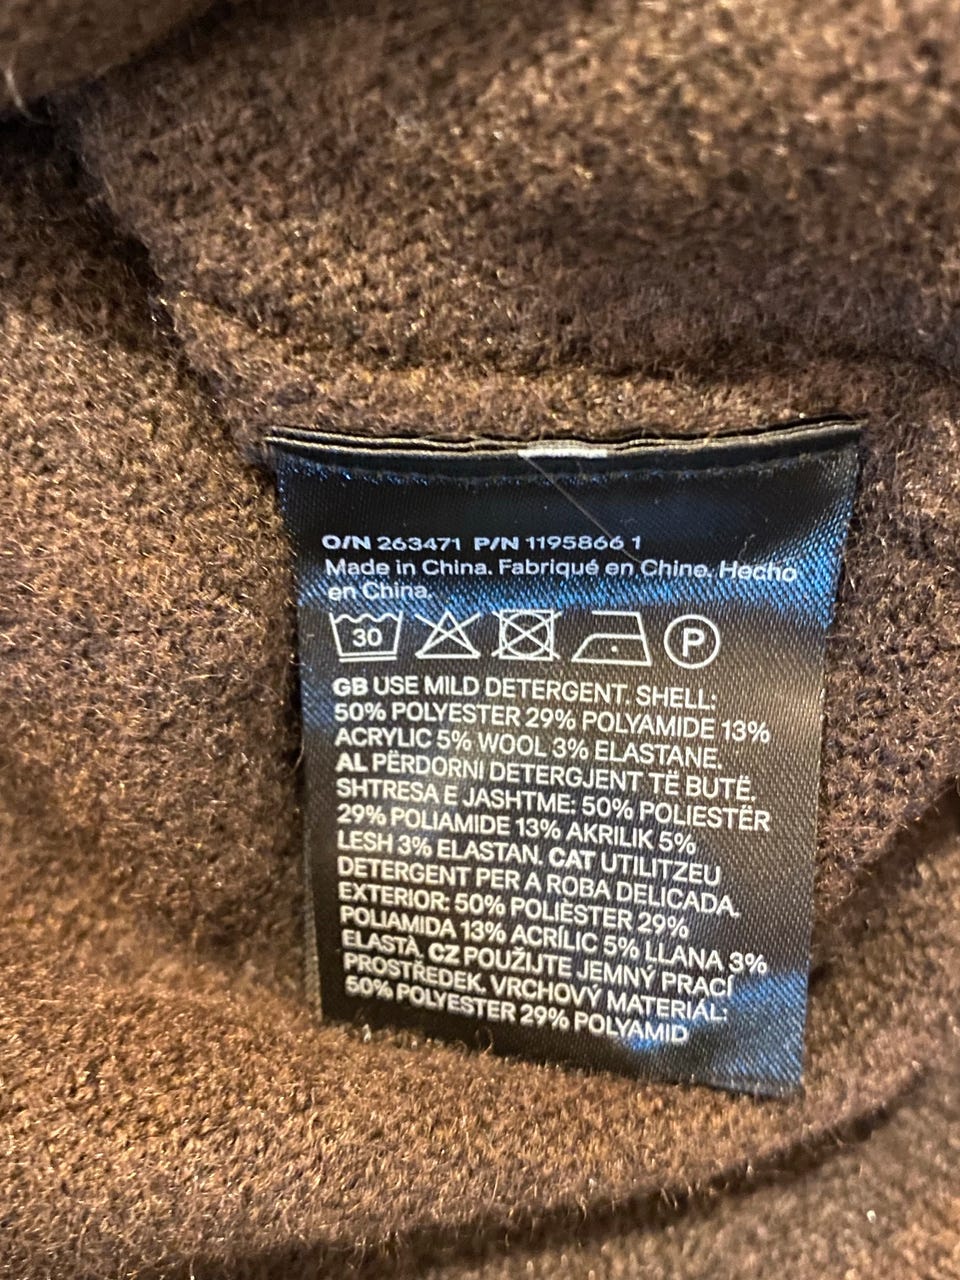 O/N 263471 P/N 1195866 1
Made in China. Fabriqué en Chine. Hecho
en China.
30 P
GB USE MILD DETERGENT. SHELL:
50% POLYESTER 29% POLYAMIDE 13%
ACRYLIC 5% WOOL 3% ELASTANE.
AL PËRDORNI DETERGJENT TË BUTË.
SHTRESA E JASHTME: 50% POLIESTËR
29% POLIAMIDE 13% AKRILIK 5%
LESH 3% ELASTAN. CAT UTILITZEU
DETERGENT PER A ROBA DELICADA.
EXTERIOR: 50% POLIÈSTER 29%
POLIAMIDA 13% ACRÍLIC 5% LLANA 3%
ELASTÀ. CZ POUŽIJTE JEMNÝ PRACÍ
PROSTŘEDEK. VRCHOVÝ MATERIÁL:
50% POLYESTER 29% POLYAMID